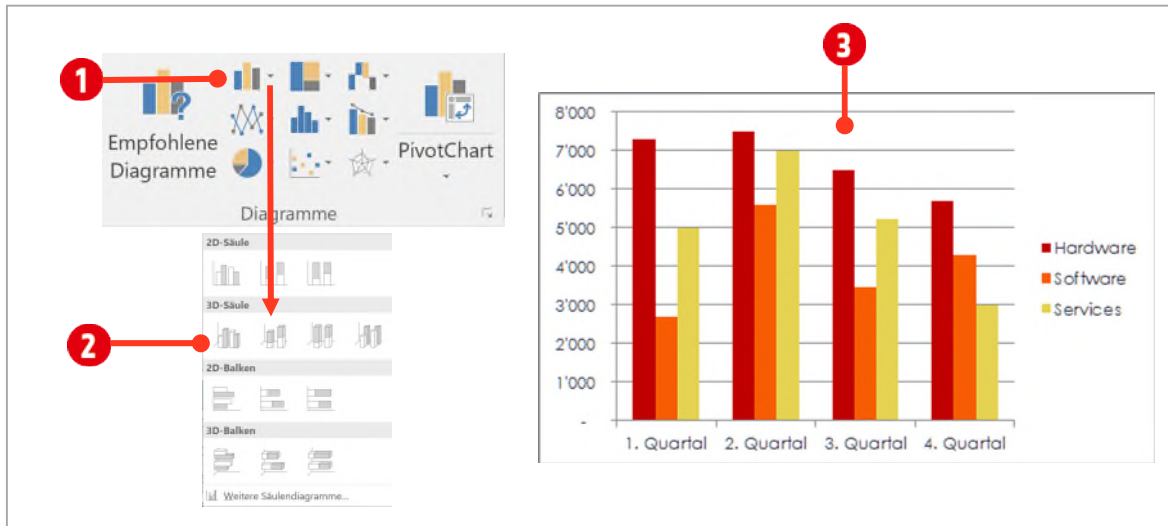 1
Empfohlene
Diagramme
PivotChart
Diagramme
2D-Säule
3D-Säule
2
2D-Balken
3D-Balken
Weitere Säulendiagramme...
3
8'000
7'000
6'000
5'000
4'000
3'000
2'000
1'000
-
1. Quartal
2. Quartal
3. Quartal
4. Quartal
Hardware
Software
Services